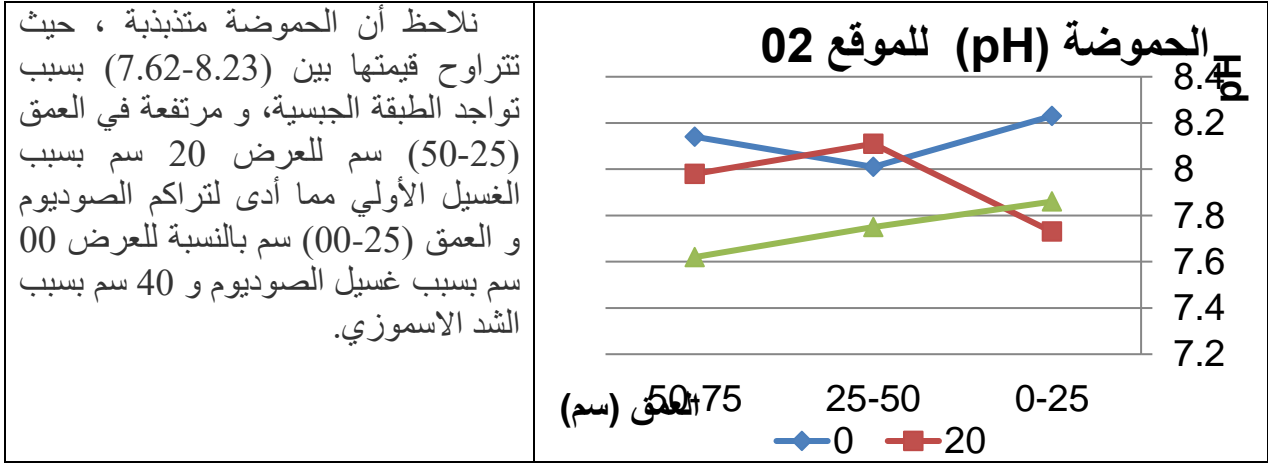 نلاحظ أن الحموضة متذبذبة ، حيث
تتراوح قيمتها بين (7.62-8.23) بسبب
تواجد الطبقة الجبسية، و مرتفعة في العمق
(25-50) سم للعرض 20 سم بسبب
الغسيل الأولي مما أدى لتراكم الصوديوم
و العمق (00-25) سم بالنسبة للعرض 00
سم بسبب غسيل الصوديوم و 40 سم بسبب
الشد الاسموزي.
الحموضة (pH) للموقع 02
pH
8.4
8.2
8
7.8
7.6
7.4
7.2
50-75 25-50 0-25
العمق (سم)
0 20